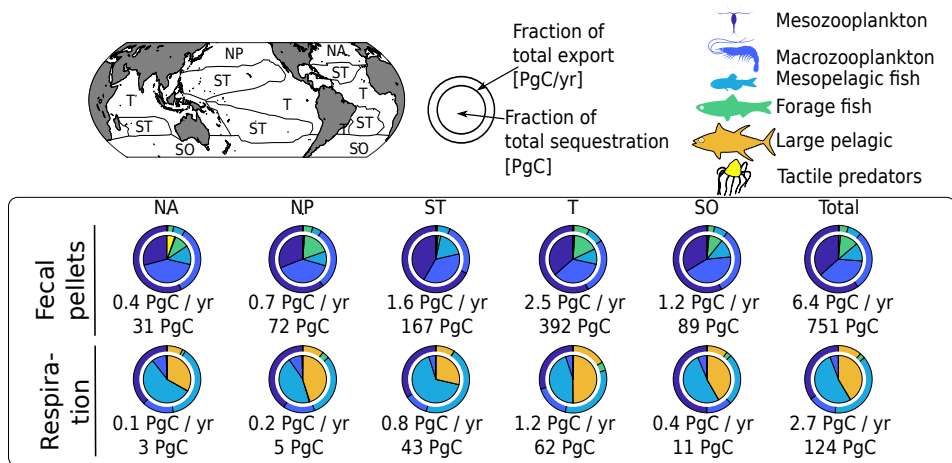 NP
NA
ST
ST
T
T
T
ST
ST
ST
T
SO
SO
Fraction of
total export
[PgC/yr]
Fraction of
total sequestration
[PgC]
Mesozooplankton
Macrozooplankton
Mesopelagic fish
Forage fish
Large pelagic
Tactile predators
NA NP ST T SO Total
Fecal
pellets
0.4 PgC / yr 0.7 PgC / yr 1.6 PgC / yr 2.5 PgC / yr 1.2 PgC / yr 6.4 PgC / yr
31 PgC 72 PgC 167 PgC 392 PgC 89 PgC 751 PgC
Respira-
tion
0.1 PgC / yr 0.2 PgC / yr 0.8 PgC / yr 1.2 PgC / yr 0.4 PgC / yr 2.7 PgC / yr
3 PgC 5 PgC 43 PgC 62 PgC 11 PgC 124 PgC